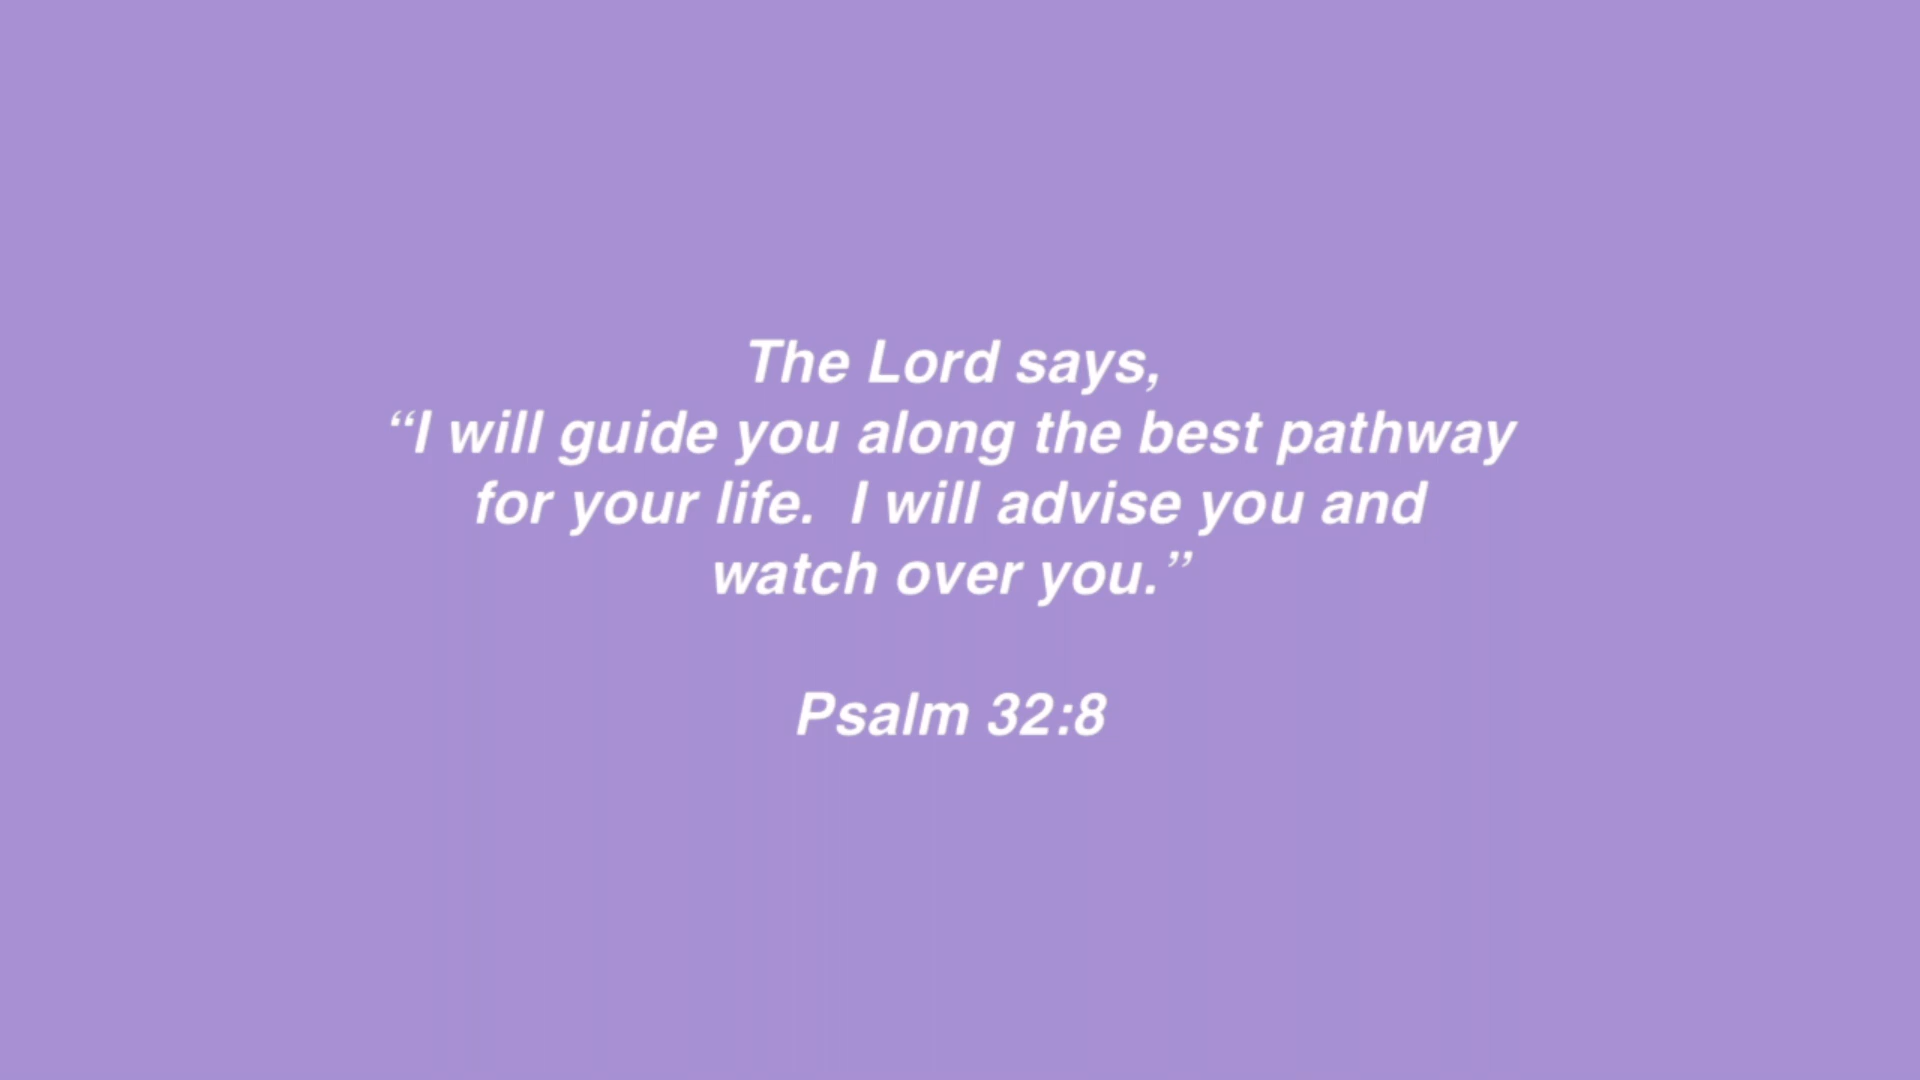 The Lord says,
“I will guide you along the best pathway
for your life.  I will advise you and
watch over you.”
Psalm 32:8